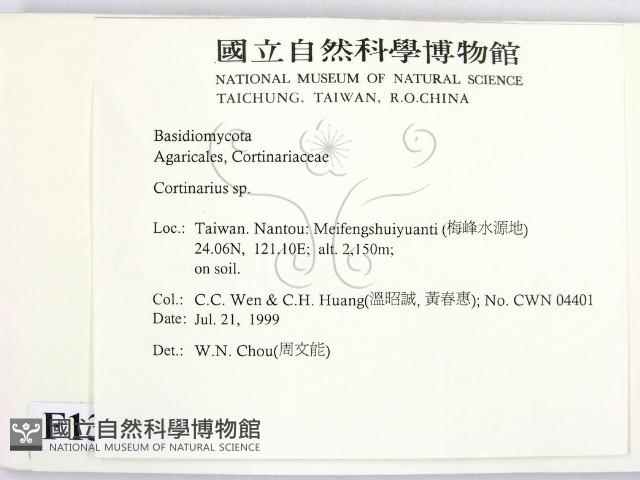 國立自然科學博物館
NATIONAL MUSEUM OF NATURAL SCIENCE
TAICHUNG, TAIWAN, R.O.CHINA
Basidiomycota
Agaricales, Cortinariaceae
Cortinarius sp.
Loc.: Taiwan. Nantou: Meifengshuiyuanti (梅峰水源地)
24.06N, 121.10E; alt. 2,150m;
on soil.
Col.: C.C. Wen & C.H. Huang(溫昭誠, 黃春惠); No. CWN 04401
Date: Jul. 21, 1999
Det.: W.N. Chou(周文能)
國立自然科學博物館
NATIONAL MUSEUM OF NATURAL SCIENCE